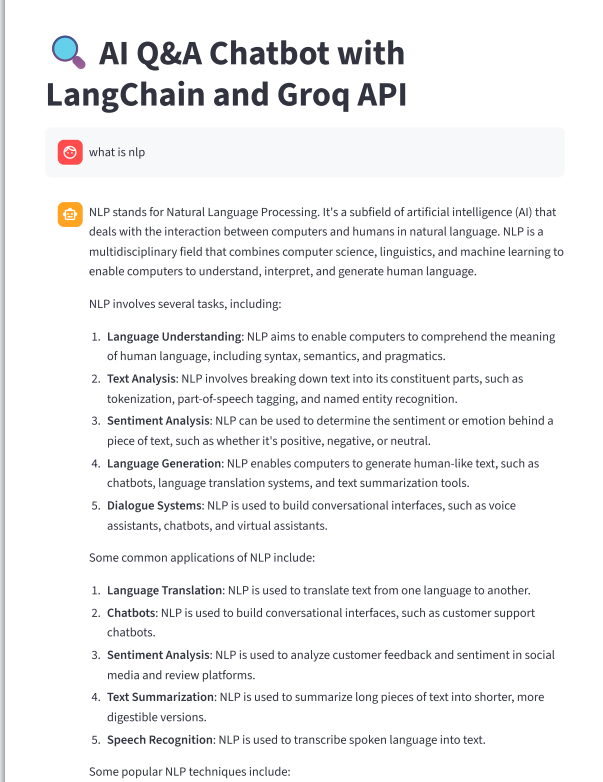 AI Q&A Chatbot with
LangChain and Groq API
what is nlp
NLP stands for Natural Language Processing. It's a subfield of artificial intelligence (AI) that
deals with the interaction between computers and humans in natural language. NLP is a
multidisciplinary field that combines computer science, linguistics, and machine learning to
enable computers to understand, interpret, and generate human language.
NLP involves several tasks, including:
1. Language Understanding: NLP aims to enable computers to comprehend the meaning
of human language, including syntax, semantics, and pragmatics.
2. Text Analysis: NLP involves breaking down text into its constituent parts, such as
tokenization, part-of-speech tagging, and named entity recognition.
3. Sentiment Analysis: NLP can be used to determine the sentiment or emotion behind a
piece of text, such as whether it's positive, negative, or neutral.
4. Language Generation: NLP enables computers to generate human-like text, such as
chatbots, language translation systems, and text summarization tools.
5. Dialogue Systems: NLP is used to build conversational interfaces, such as voice
assistants, chatbots, and virtual assistants.
Some common applications of NLP include:
1. Language Translation: NLP is used to translate text from one language to another.
2. Chatbots: NLP is used to build conversational interfaces, such as customer support
chatbots.
3. Sentiment Analysis: NLP is used to analyze customer feedback and sentiment in social
media and review platforms.
4. Text Summarization: NLP is used to summarize long pieces of text into shorter, more
digestible versions.
5. Speech Recognition: NLP is used to transcribe spoken language into text.
Some popular NLP techniques include: